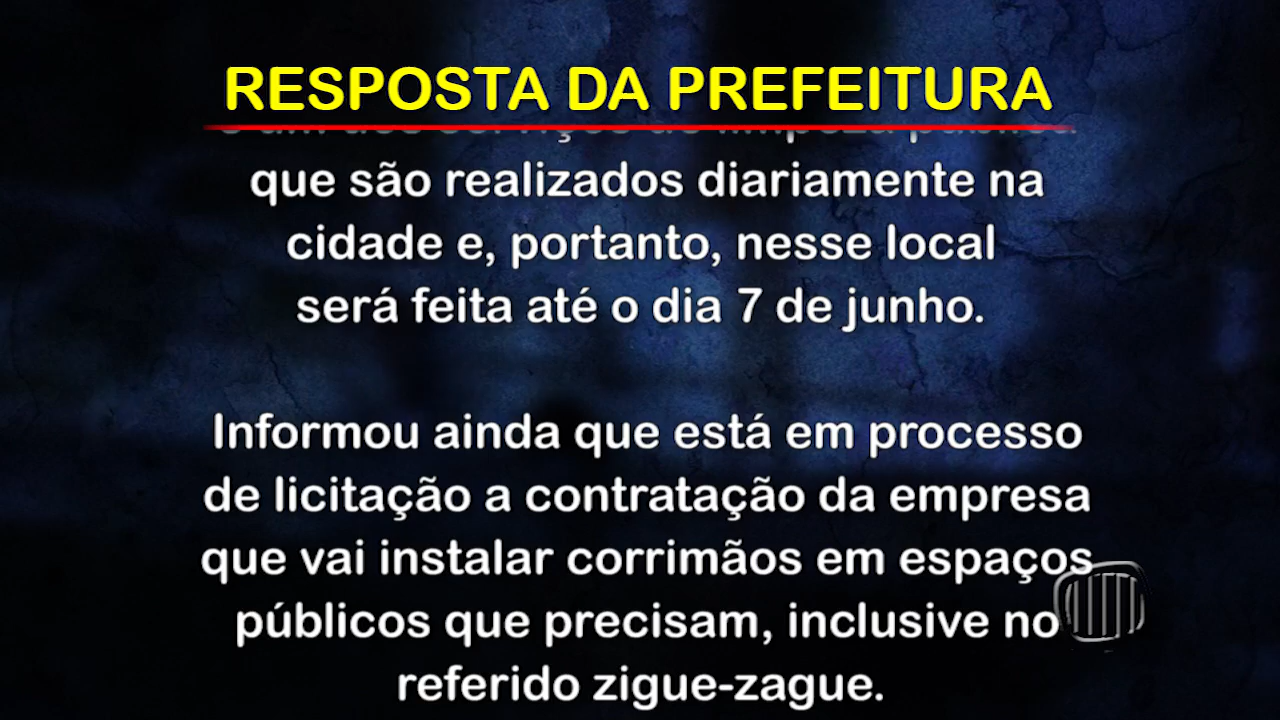 RESPOSTA DA PREFEITURA
que são realizados diariamente na
cidade e, portanto, nesse local
será feita até o dia 7 de junho.
Informou ainda que está em processo
de licitação a contratação da empresa
que vai instalar corrimãos em espaços
públicos que precisam, inclusive no
referido zigue-zague.